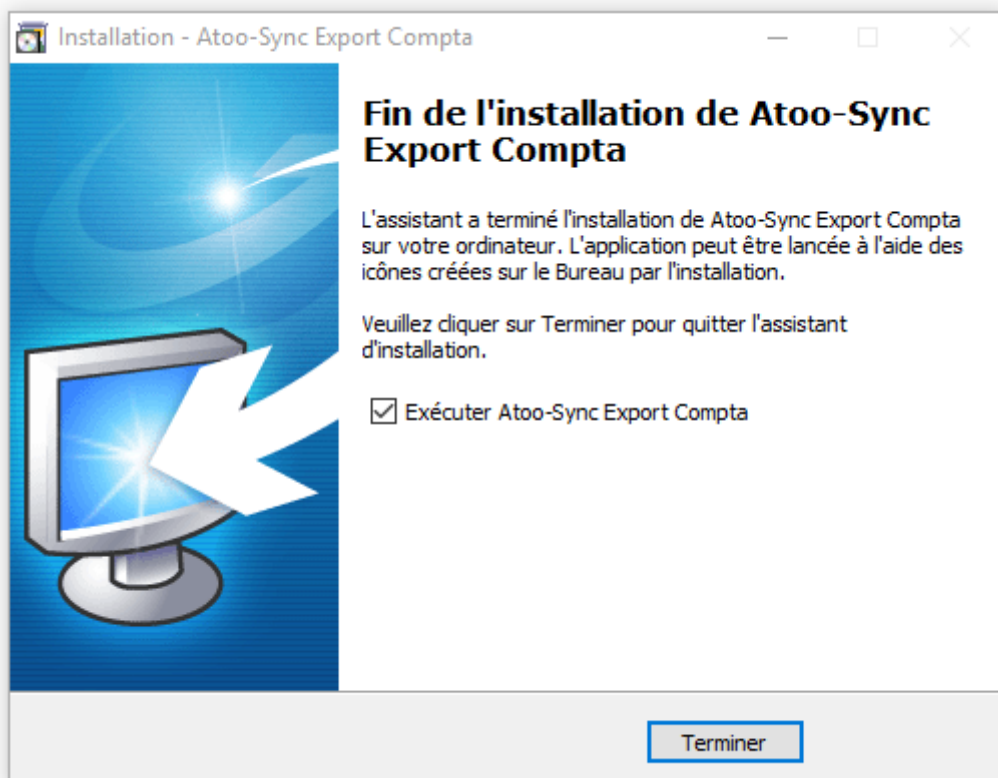 Installation - Atoo-Sync Export Compta
Fin de l'installation de Atoo-Sync
Export Compta
L'assistant a terminé l'installation de Atoo-Sync Export Compta
sur votre ordinateur. L'application peut être lancée à l'aide des
icônes créées sur le Bureau par l'installation.
Veuillez cliquer sur Terminer pour quitter l'assistant
d'installation.
Exécuter Atoo-Sync Export Compta
Terminer